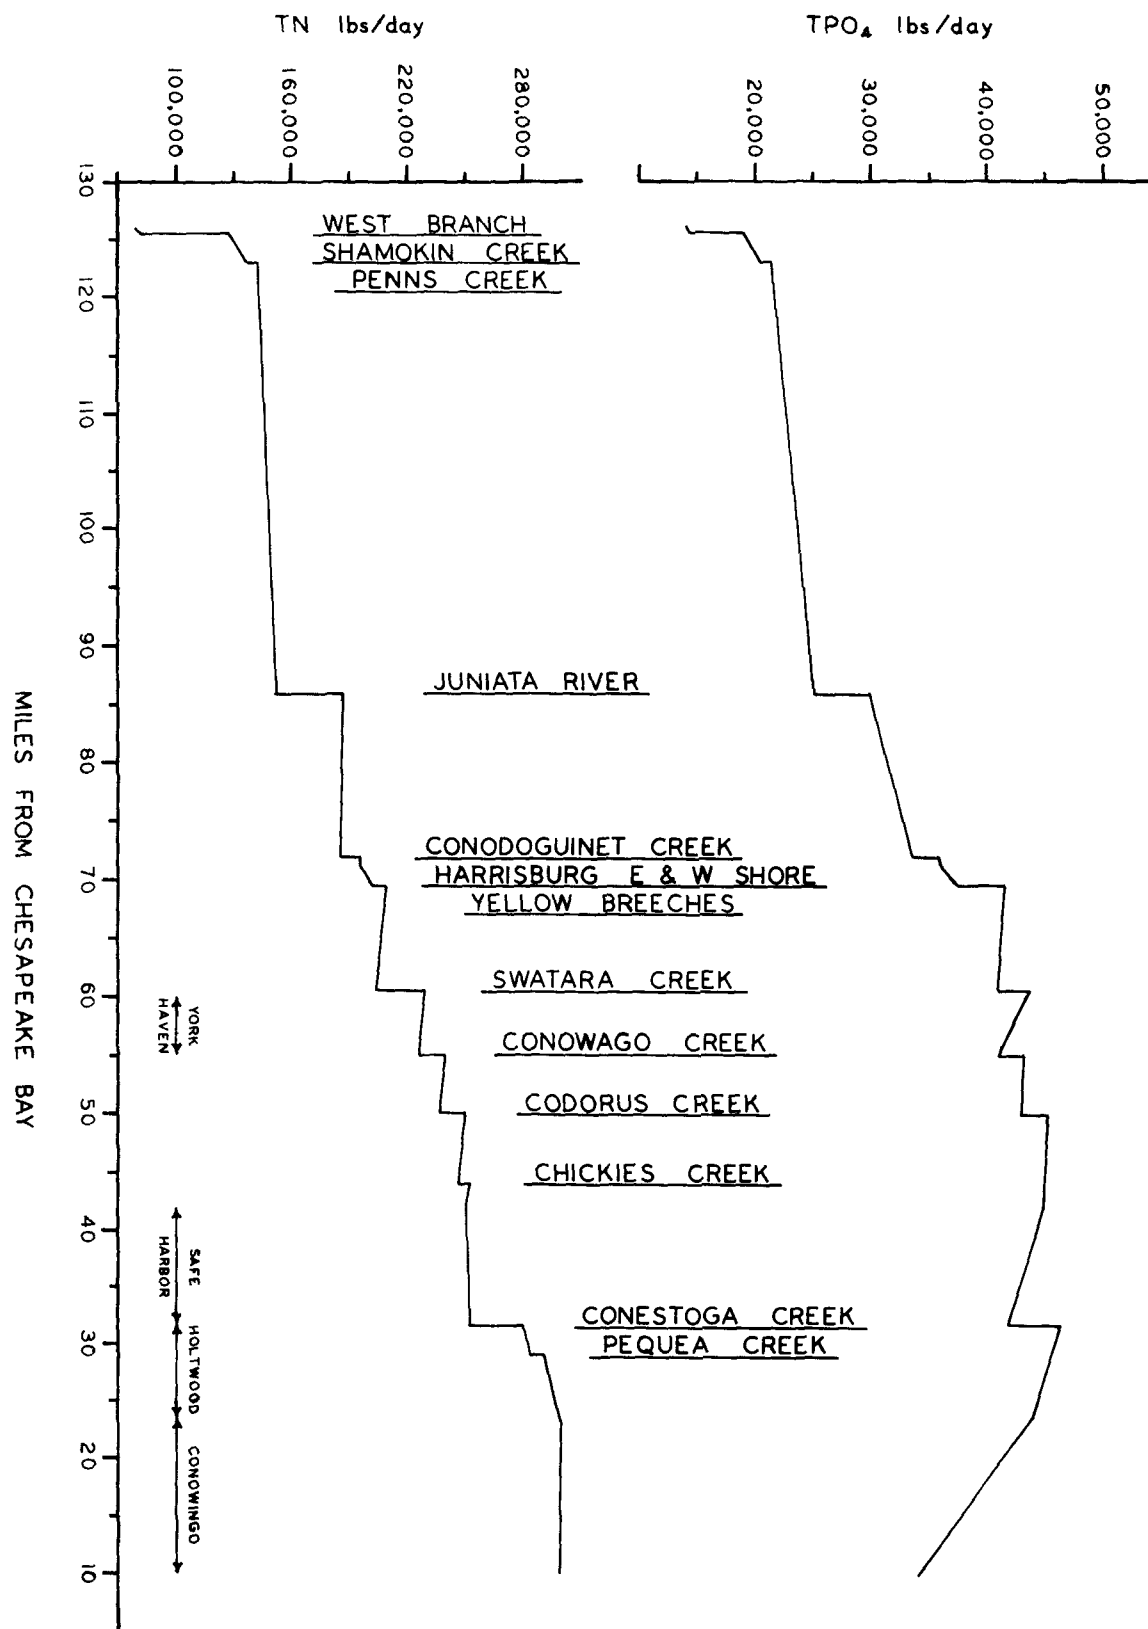 TN lbs/day
TPO₄ lbs/day
100,000
160,000
220,000
280,000
20,000
30,000
40,000
50,000
130
120
110
100
90
80
70
60
50
40
30
20
10
WEST BRANCH
SHAMOKIN CREEK
PENNS CREEK
JUNIATA RIVER
CONODOGUINET CREEK
HARRISBURG E & W SHORE
YELLOW BREECHES
SWATARA CREEK
CONOWAGO CREEK
CODORUS CREEK
CHICKIES CREEK
CONESTOGA CREEK
PEQUEA CREEK
YORK
HAVEN
SAFE
HARBOR
HOLTWOOD
CONOWINGO
MILES FROM CHESAPEAKE BAY